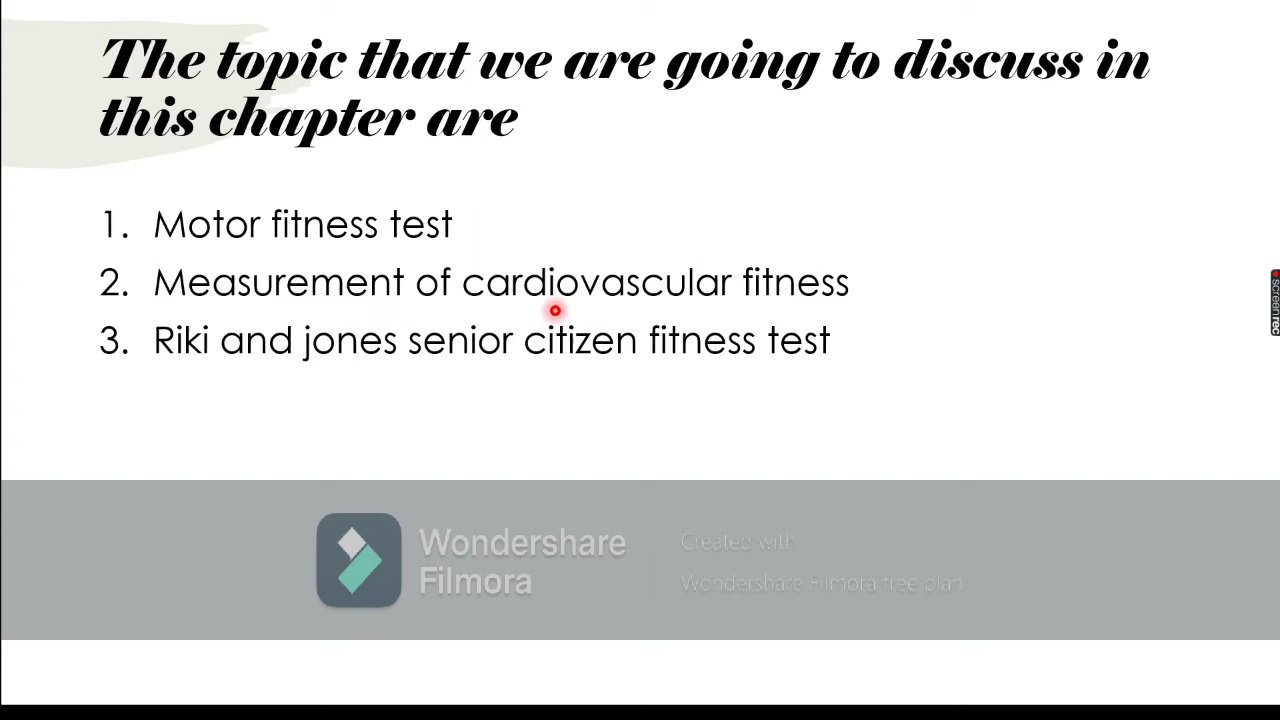 The topic that we are going to discuss in
this chapter are
1. Motor fitness test
2. Measurement of cardiovascular fitness
3. Riki and jones senior citizen fitness test
Wondershare
Filmora
Created with
Wondershare Filmora free plan
screenrec